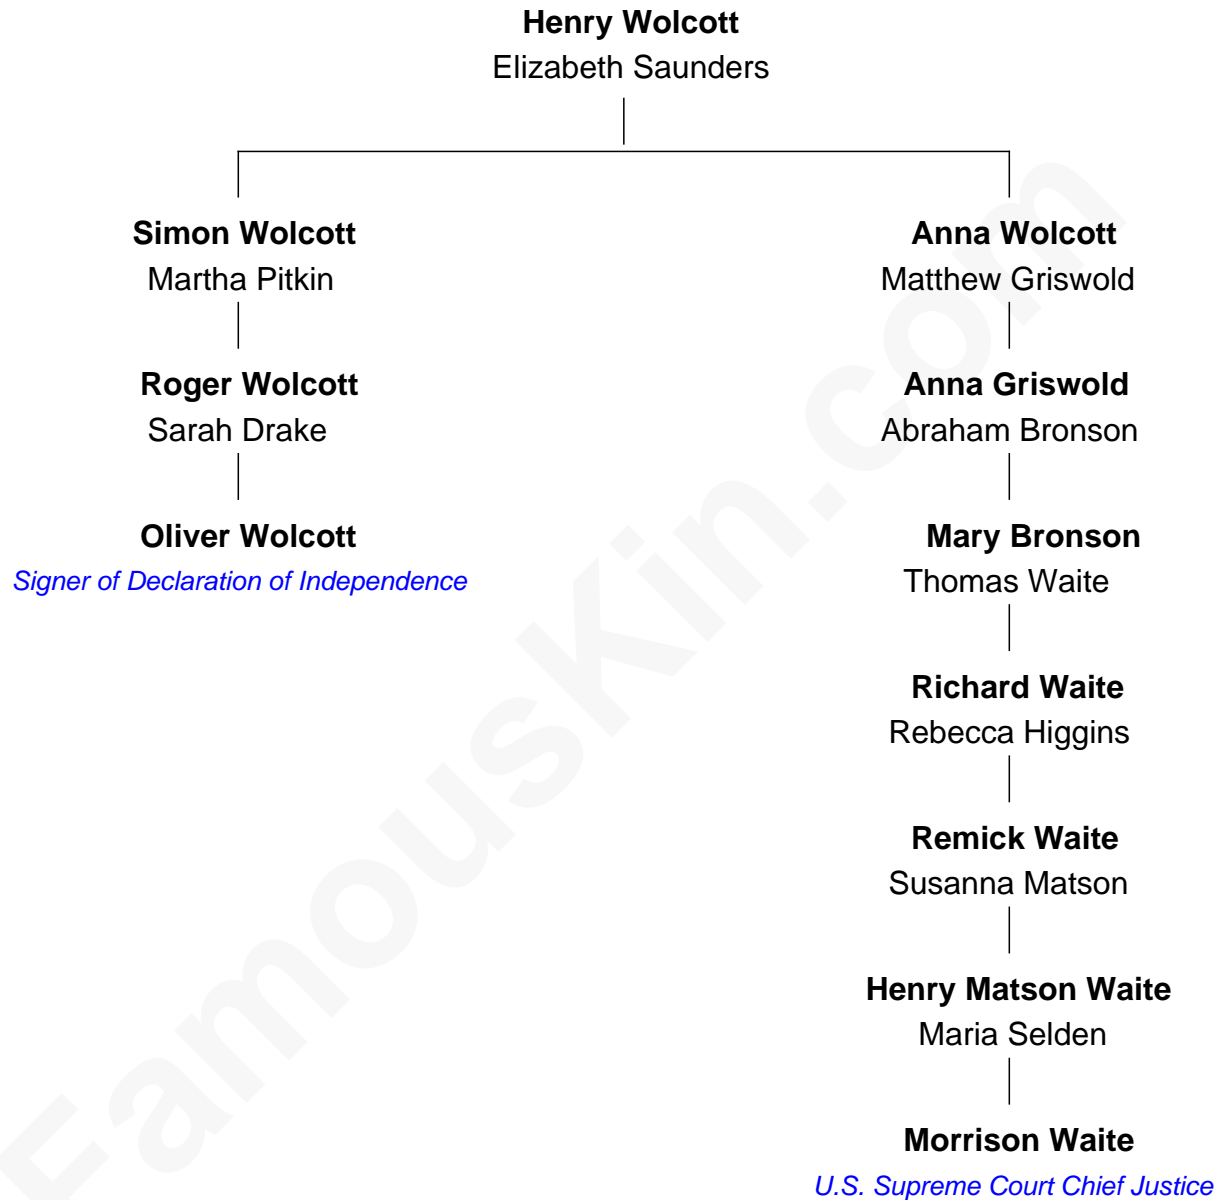 Henry Wolcott
Elizabeth Saunders
Simon Wolcott
Martha Pitkin
Roger Wolcott
Sarah Drake
Oliver Wolcott
Signer of Declaration of Independence
Anna Wolcott
Matthew Griswold
Anna Griswold
Abraham Bronson
Mary Bronson
Thomas Waite
Richard Waite
Rebecca Higgins
Remick Waite
Susanna Matson
Henry Matson Waite
Maria Selden
Morrison Waite
U.S. Supreme Court Chief Justice
FamousKin.com